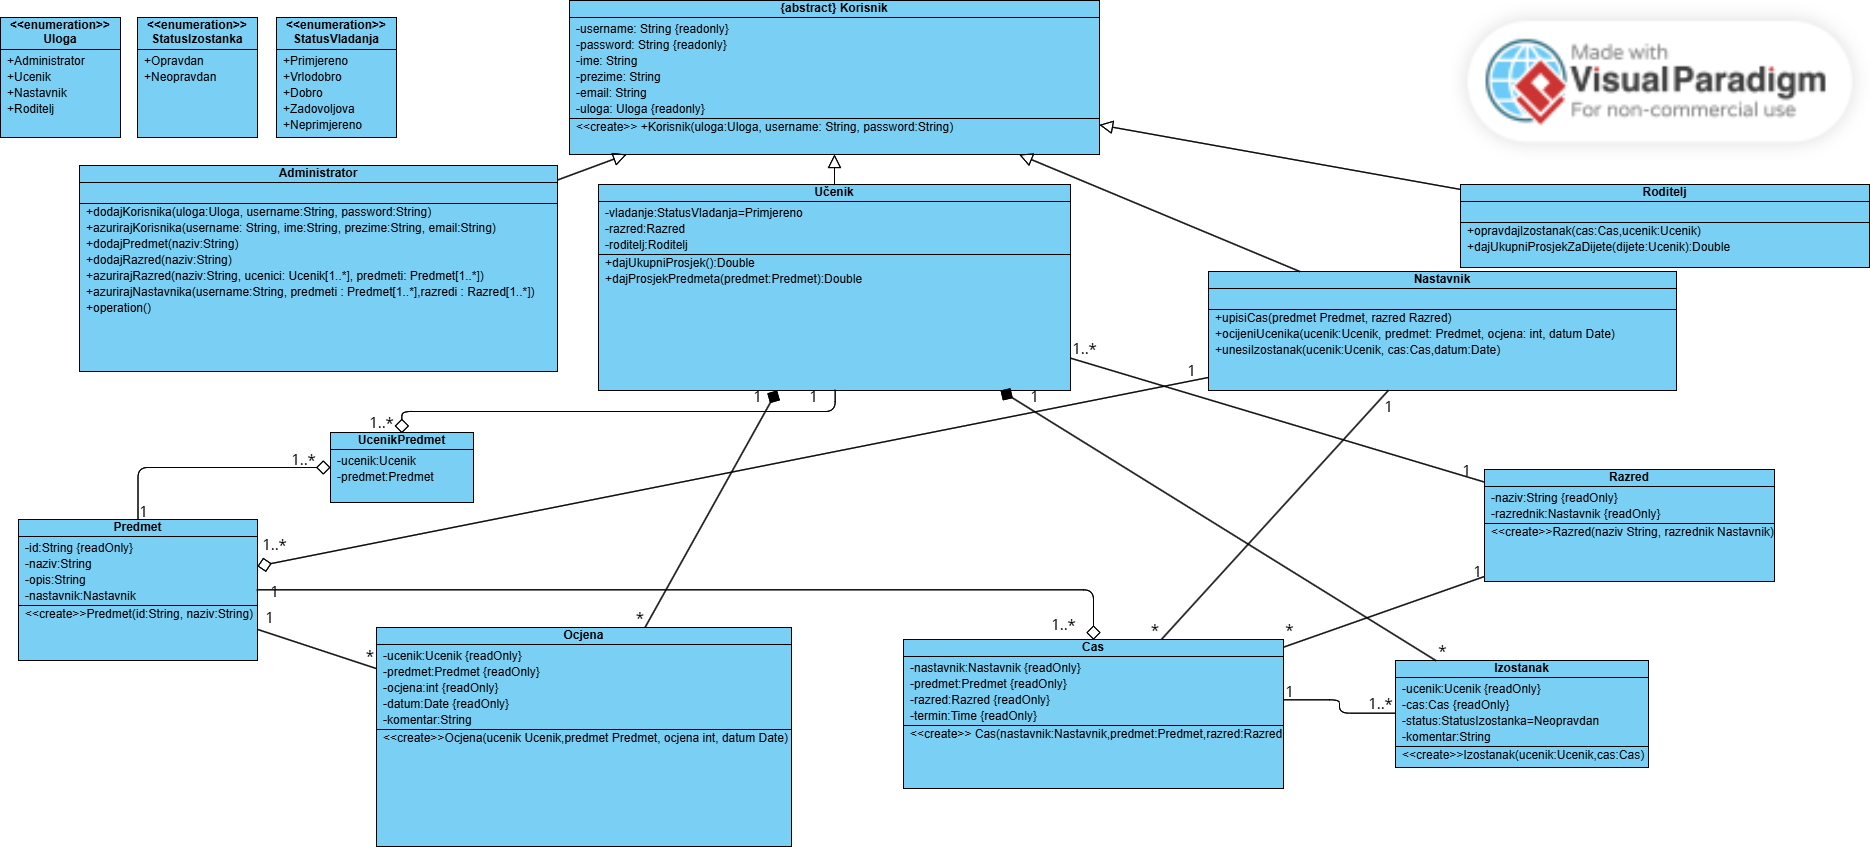 <<enumeration>>
Uloga
+Administrator
+Ucenik
+Nastavnik
+Roditelj
<<enumeration>>
StatusIzostanka
+Opravdan
+Neopravdan
<<enumeration>>
StatusVladanja
+Primjereno
+Vrlodobro
+Dobro
+Zadovoljova
+Neprimjereno
{abstract} Korisnik
-username: String {readonly}
-password: String {readonly}
-ime: String
-prezime: String
-email: String
-uloga: Uloga {readonly}
<<create>> +Korisnik(uloga:Uloga, username: String, password:String)
Made with
Visual Paradigm
For non-commercial use
Administrator
+dodajKorisnika(uloga:Uloga, username:String, password:String)
+azurirajKorisnika(username: String, ime:String, prezime:String, email:String)
+dodajPredmet(naziv:String)
+dodajRazred(naziv:String)
+azurirajRazred(naziv:String, ucenici: Ucenik[1..*], predmeti: Predmet[1..*])
+azurirajNastavnika(username:String, predmeti : Predmet[1..*],razredi : Razred[1..*])
+operation()
Učenik
-vladanje:StatusVladanja=Primjereno
-razred:Razred
-roditelj:Roditelj
+dajUkupniProsjek():Double
+dajProsjekPredmeta(predmet:Predmet):Double
Roditelj
+opravdajIzostanak(cas:Cas,ucenik:Ucenik)
+dajUkupniProsjekZaDijete(dijete:Ucenik):Double
Nastavnik
+upisiCas(predmet Predmet, razred Razred)
+ocijeniUcenika(ucenik:Ucenik, predmet: Predmet, ocjena: int, datum Date)
+unesiIzostanak(ucenik:Ucenik, cas:Cas,datum:Date)
1..*
1
1
1
1
1
1..*
UcenikPredmet
-ucenik:Ucenik
-predmet:Predmet
1..*
1
1
Razred
-naziv:String {readOnly}
-razrednik:Nastavnik {readOnly}
<<create>>Razred(naziv String, razrednik Nastavnik)
Predmet
-id:String {readOnly}
-naziv:String
-opis:String
-nastavnik:Nastavnik
<<create>>Predmet(id:String, naziv:String)
1..*
1
1
1
*
*
1..*
*
*
*
Ocjena
-ucenik:Ucenik {readOnly}
-predmet:Predmet {readOnly}
-ocjena:int {readOnly}
-datum:Date {readOnly}
-komentar:String
<<create>>Ocjena(ucenik Ucenik,predmet Predmet, ocjena int, datum Date)
Cas
-nastavnik:Nastavnik {readOnly}
-predmet:Predmet {readOnly}
-razred:Razred {readOnly}
-termin:Time {readOnly}
<<create>> Cas(nastavnik:Nastavnik,predmet:Predmet,razred:Razred
1
1..*
Izostanak
-ucenik:Ucenik {readOnly}
-cas:Cas {readOnly}
-status:StatusIzostanka=Neopravdan
-komentar:String
<<create>>Izostanak(ucenik:Ucenik,cas:Cas)